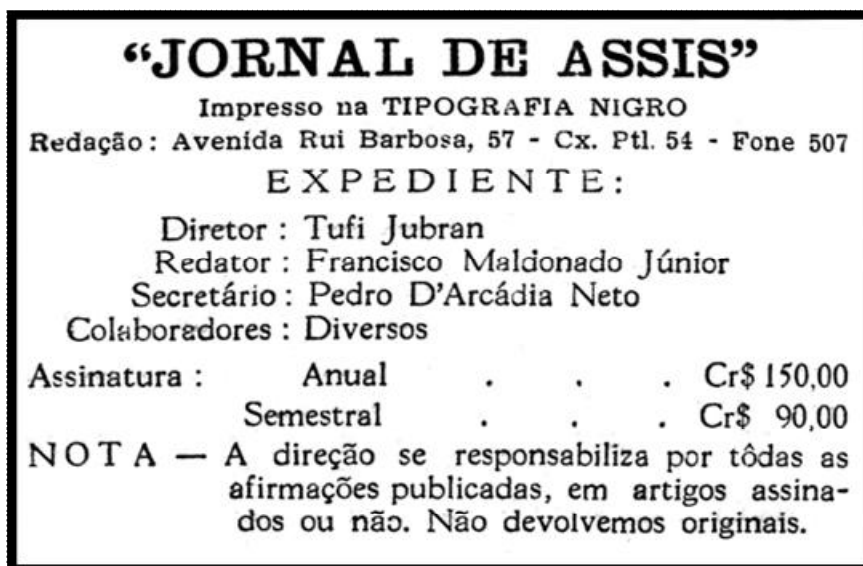 “JORNAL DE ASSIS”
Impresso na TIPOGRAFIA NIGRO
Redação : Avenida Rui Barbosa, 57 - Cx. Ptl. 54 - Fone 507
EXPEDIENTE :
Diretor : Tufi Jubran
Redator : Francisco Maldonado Júnior
Secretário : Pedro D'Arcádia Neto
Colaboradores : Diversos
Assinatura : Anual . . . Cr$ 150,00
Semestral . . . Cr$ 90,00
NOTA — A direção se responsabiliza por tôdas as
afirmações publicadas, em artigos assina-
dos ou não. Não devolvemos originais.